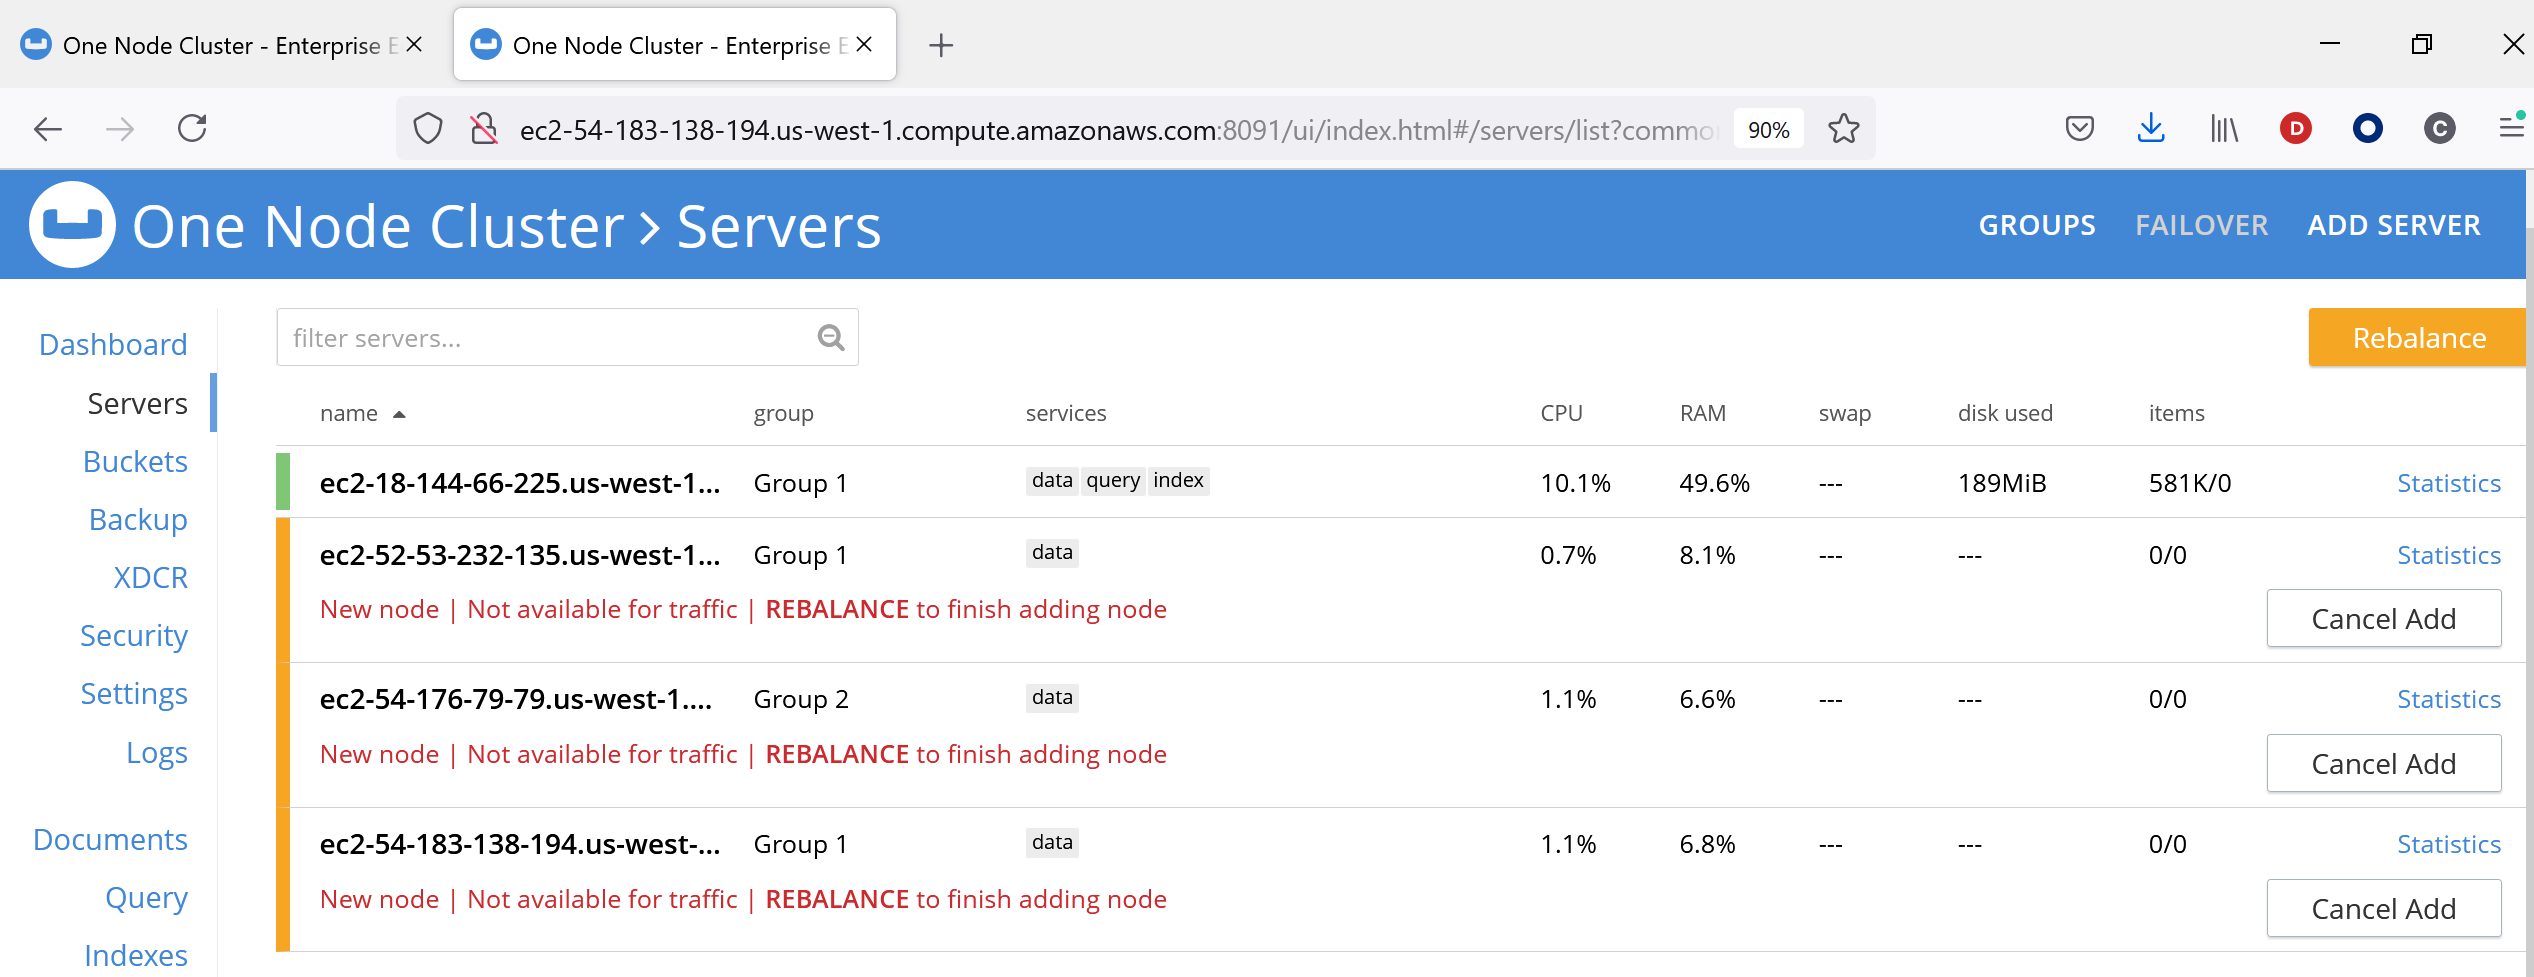 One Node Cluster - Enterprise E
One Node Cluster - Enterprise E
ec2-54-183-138-194.us-west-1.compute.amazonaws.com:8091/ui/index.html#/servers/list?commo
90%
D
C
One Node Cluster > Servers
GROUPS FAILOVER ADD SERVER
Dashboard
Servers
Buckets
Backup
XDCR
Security
Settings
Logs
Documents
Query
Indexes
filter servers...
Rebalance
name group services CPU RAM swap disk used items
ec2-18-144-66-225.us-west-1... Group 1 data query index 10.1% 49.6% --- 189MiB 581K/0 Statistics
ec2-52-53-232-135.us-west-1... Group 1 data 0.7% 8.1% --- --- 0/0 Statistics
New node | Not available for traffic | REBALANCE to finish adding node
Cancel Add
ec2-54-176-79-79.us-west-1.... Group 2 data 1.1% 6.6% --- --- 0/0 Statistics
New node | Not available for traffic | REBALANCE to finish adding node
Cancel Add
ec2-54-183-138-194.us-west-... Group 1 data 1.1% 6.8% --- --- 0/0 Statistics
New node | Not available for traffic | REBALANCE to finish adding node
Cancel Add